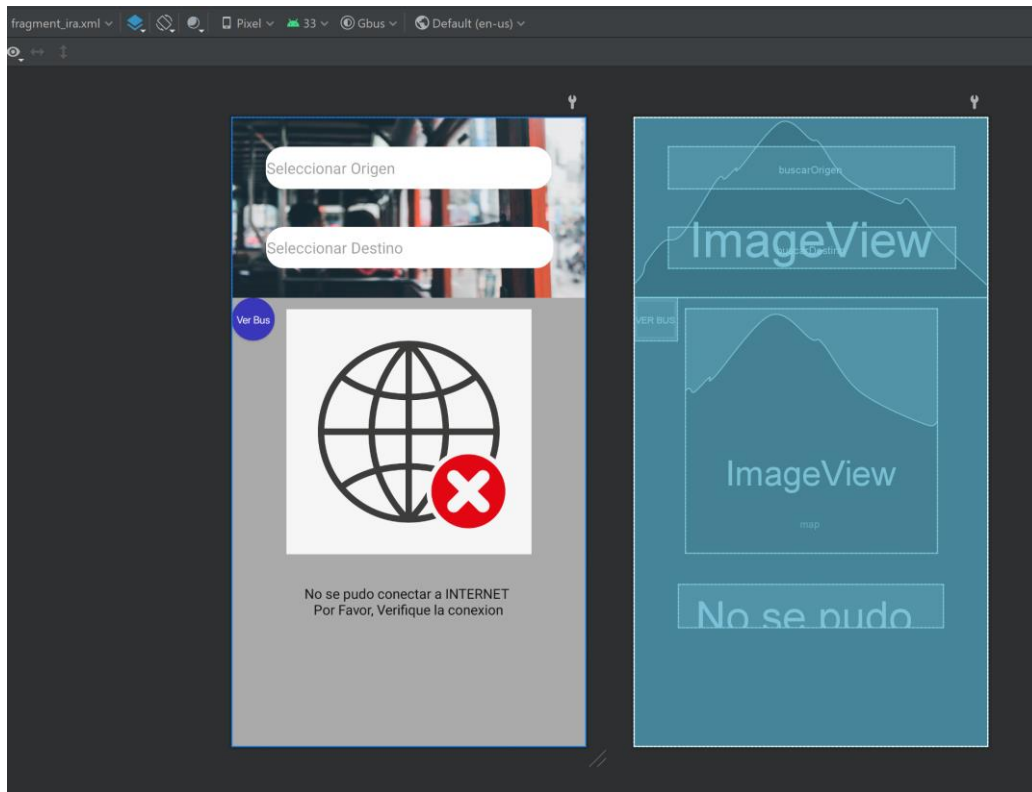 fragment_ira.xml Pixel 33 Gbus Default (en-us)
Seleccionar Origen
Seleccionar Destino
Ver Bus
No se pudo conectar a INTERNET
Por Favor, Verifique la conexion
buscarOrigen
ImageView
buscarDestino
VER BUS
ImageView
map
No se pudo